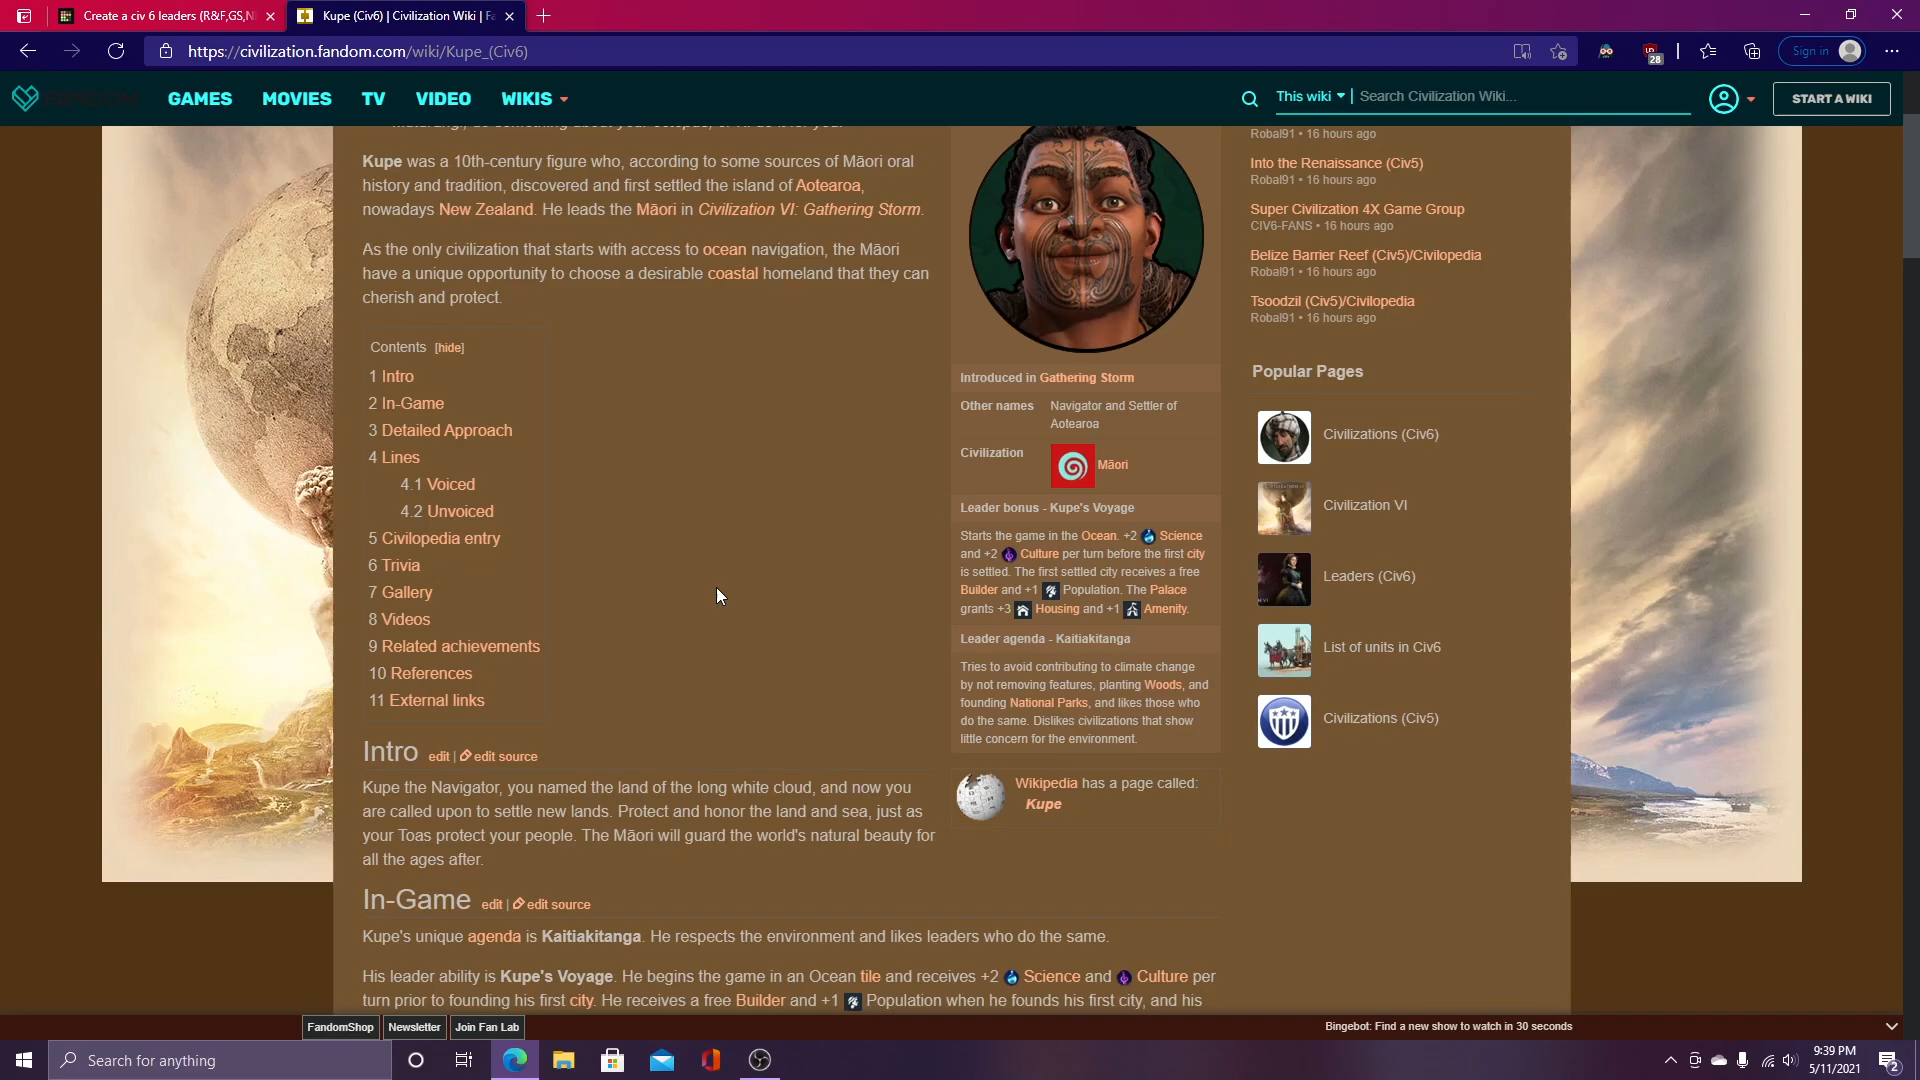 Create a civ 6 leaders (R&F,GS,N
Kupe (Civ6) | Civilization Wiki | Fa
https://civilization.fandom.com/wiki/Kupe_(Civ6)
28
Sign in
FANDOM
GAMES
MOVIES
TV
VIDEO
WIKIS
This wiki
Search Civilization Wiki...
START A WIKI
Kupe was a 10th-century figure who, according to some sources of Māori oral
history and tradition, discovered and first settled the island of Aotearoa,
nowadays New Zealand. He leads the Māori in Civilization VI: Gathering Storm.
As the only civilization that starts with access to ocean navigation, the Māori
have a unique opportunity to choose a desirable coastal homeland that they can
cherish and protect.
Contents [hide]
1 Intro
2 In-Game
3 Detailed Approach
4 Lines
4.1 Voiced
4.2 Unvoiced
5 Civilopedia entry
6 Trivia
7 Gallery
8 Videos
9 Related achievements
10 References
11 External links
Intro edit | edit source
Kupe the Navigator, you named the land of the long white cloud, and now you
are called upon to settle new lands. Protect and honor the land and sea, just as
your Toas protect your people. The Māori will guard the world's natural beauty for
all the ages after.
In-Game edit | edit source
Kupe's unique agenda is Kaitiakitanga. He respects the environment and likes leaders who do the same.
His leader ability is Kupe's Voyage. He begins the game in an Ocean tile and receives +2 Science and Culture per
turn prior to founding his first city. He receives a free Builder and +1 Population when he founds his first city, and his
Introduced in Gathering Storm
Other names Navigator and Settler of
Aotearoa
Civilization Māori
Leader bonus - Kupe's Voyage
Starts the game in the Ocean. +2 Science
and +2 Culture per turn before the first city
is settled. The first settled city receives a free
Builder and +1 Population. The Palace
grants +3 Housing and +1 Amenity.
Leader agenda - Kaitiakitanga
Tries to avoid contributing to climate change
by not removing features, planting Woods, and
founding National Parks, and likes those who
do the same. Dislikes civilizations that show
little concern for the environment.
Wikipedia has a page called:
Kupe
Robal91 • 16 hours ago
Into the Renaissance (Civ5)
Robal91 • 16 hours ago
Super Civilization 4X Game Group
CIV6-FANS • 16 hours ago
Belize Barrier Reef (Civ5)/Civilopedia
Robal91 • 16 hours ago
Tsoodzil (Civ5)/Civilopedia
Robal91 • 16 hours ago
Popular Pages
Civilizations (Civ6)
Civilization VI
Leaders (Civ6)
List of units in Civ6
Civilizations (Civ5)
FandomShop
Newsletter
Join Fan Lab
Bingebot: Find a new show to watch in 30 seconds
Search for anything
9:39 PM
5/11/2021
2